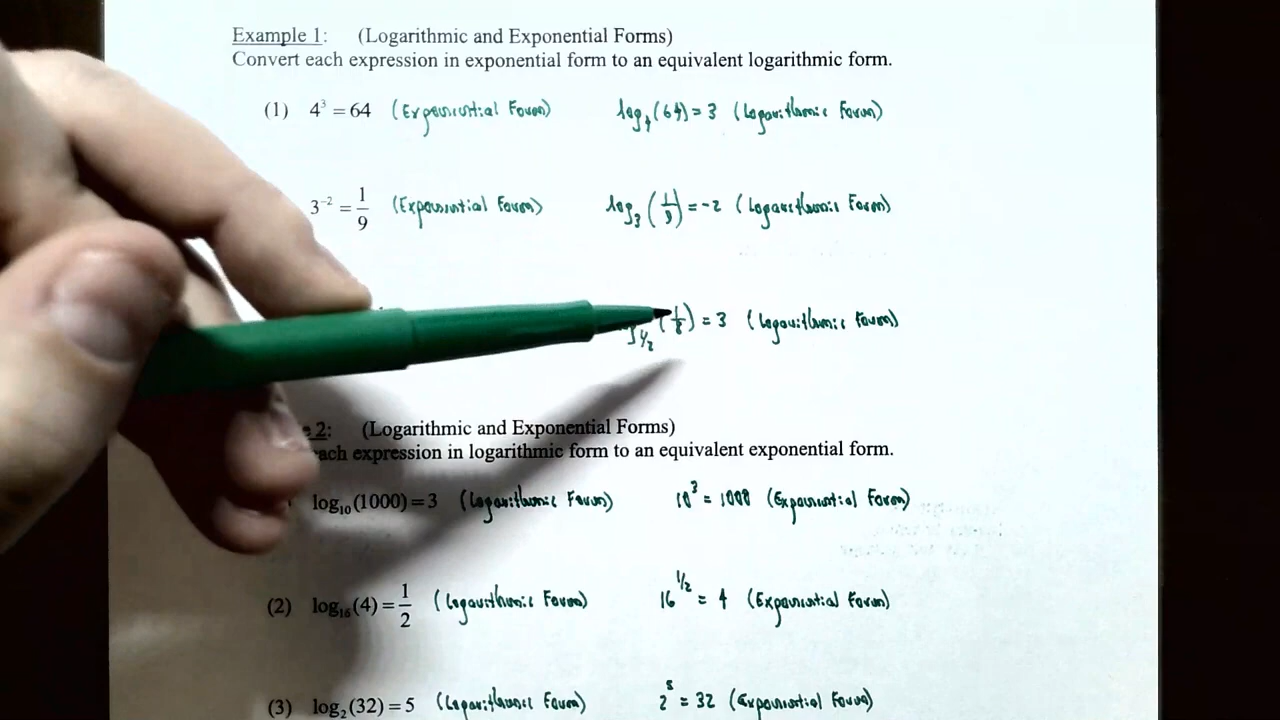 Example 1: (Logarithmic and Exponential Forms)
Convert each expression in exponential form to an equivalent logarithmic form.
(1) 4³ = 64 (Exponential Form) log₄(64) = 3 (Logarithmic Form)
3⁻² = 1/9 (Exponential Form) log₃(1/9) = -2 (Logarithmic Form)
1/2 (1/8) = 3 (Logarithmic Form)
2: (Logarithmic and Exponential Forms)
expression in logarithmic form to an equivalent exponential form.
log₁₀(1000) = 3 (Logarithmic Form) 10³ = 1000 (Exponential Form)
(2) log₁₆(4) = 1/2 (Logarithmic Form) 16^1/2 = 4 (Exponential Form)
(3) log₂(32) = 5 (Logarithmic Form) 2⁵ = 32 (Exponential Form)